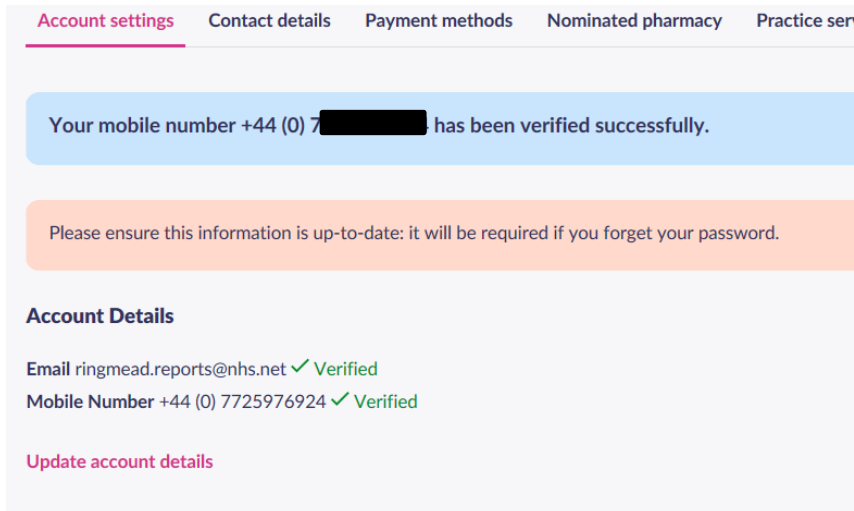 Account settings Contact details Payment methods Nominated pharmacy Practice ser
Your mobile number +44 (0) 7 has been verified successfully.
Please ensure this information is up-to-date: it will be required if you forget your password.
Account Details
Email ringmead.reports@nhs.net ✓ Verified
Mobile Number +44 (0) 7725976924 ✓ Verified
Update account details